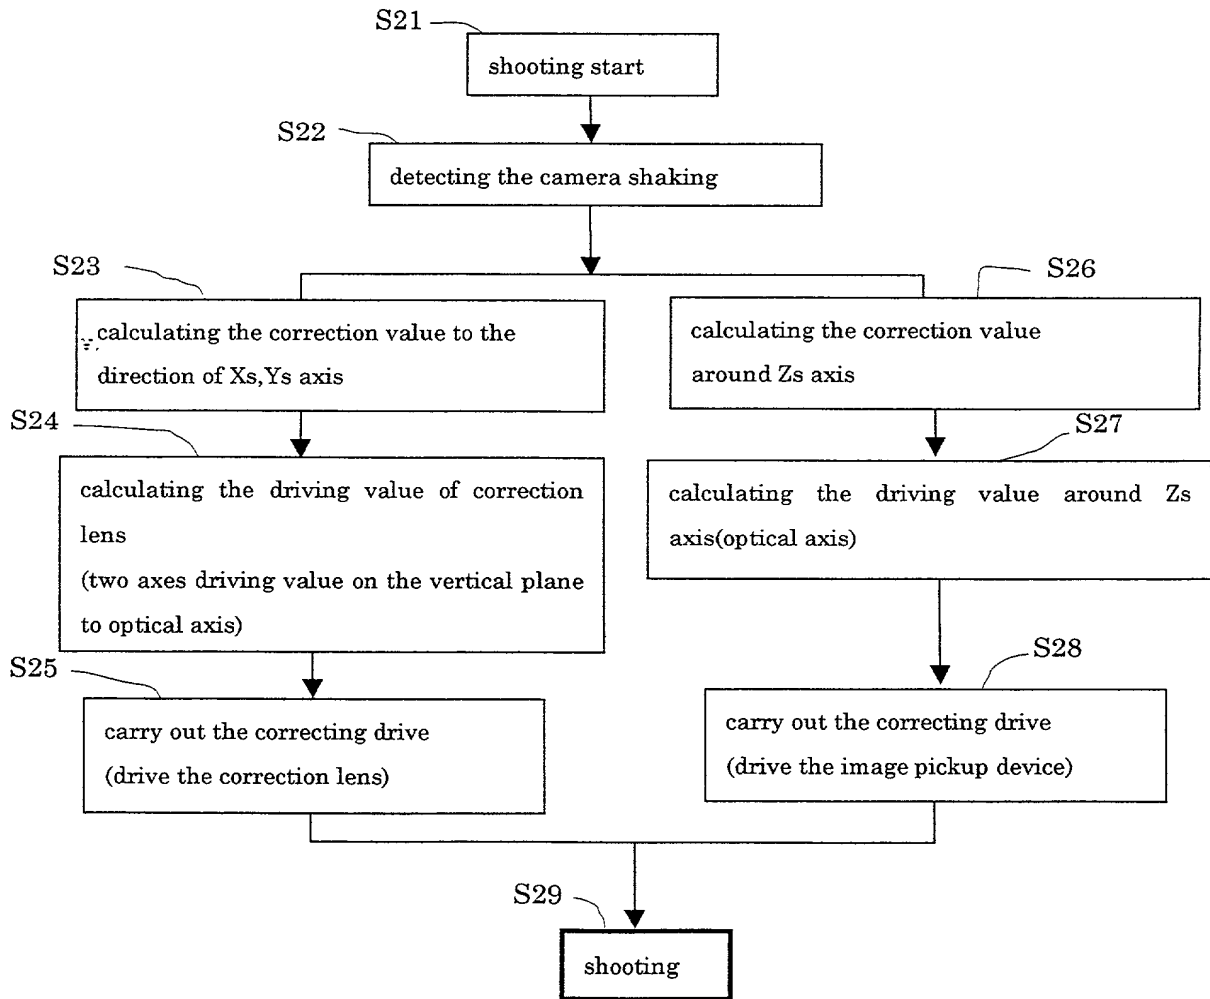 S21
shooting start
S22
detecting the camera shaking
S23
calculating the correction value to the
direction of Xs,Ys axis
S26
calculating the correction value
around Zs axis
S24
calculating the driving value of correction
lens
(two axes driving value on the vertical plane
to optical axis)
S27
calculating the driving value around Zs
axis(optical axis)
S25
carry out the correcting drive
(drive the correction lens)
S28
carry out the correcting drive
(drive the image pickup device)
S29
shooting